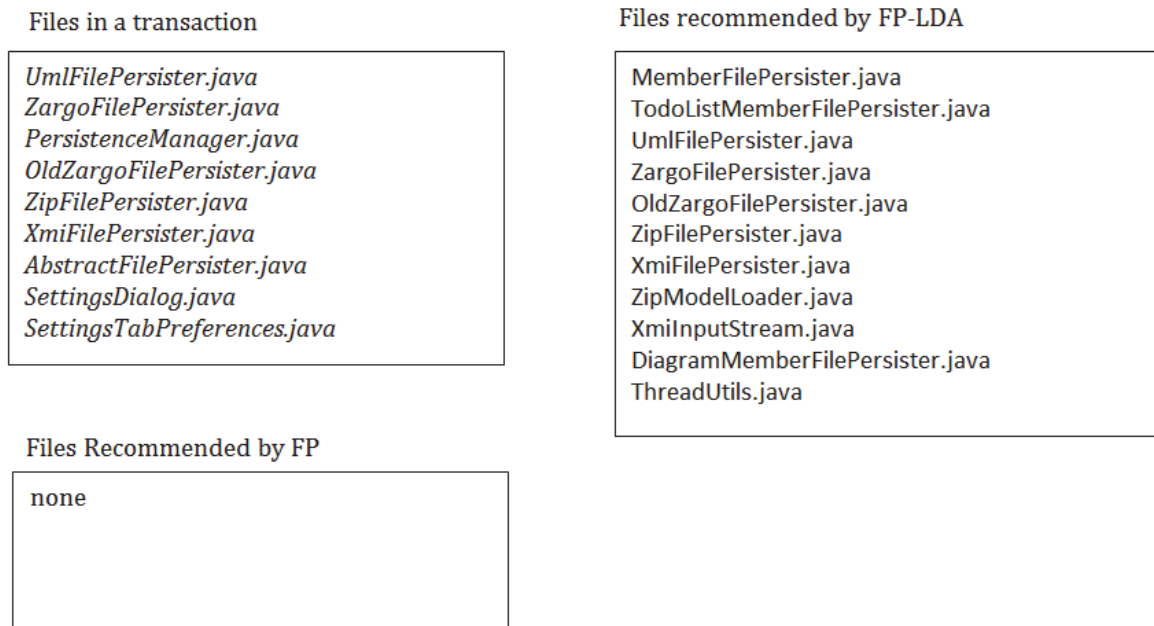 Files in a transaction
UmlFilePersister.java
ZargoFilePersister.java
PersistenceManager.java
OldZargoFilePersister.java
ZipFilePersister.java
XmiFilePersister.java
AbstractFilePersister.java
SettingsDialog.java
SettingsTabPreferences.java
Files Recommended by FP
none
Files recommended by FP-LDA
MemberFilePersister.java
TodoListMemberFilePersister.java
UmlFilePersister.java
ZargoFilePersister.java
OldZargoFilePersister.java
ZipFilePersister.java
XmiFilePersister.java
ZipModelLoader.java
XmiInputStream.java
DiagramMemberFilePersister.java
ThreadUtils.java